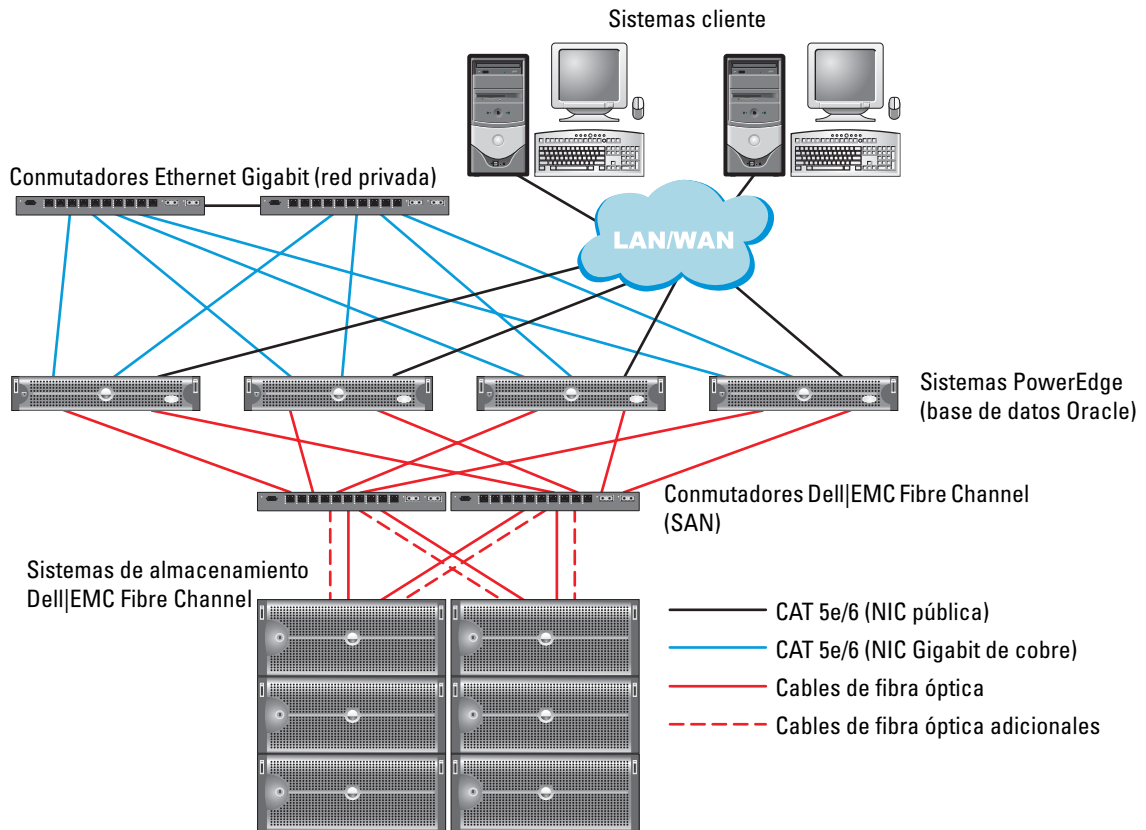 Sistemas cliente
Conmutadores Ethernet Gigabit (red privada)
LAN/WAN
Sistemas PowerEdge
(base de datos Oracle)
Conmutadores Dell|EMC Fibre Channel
(SAN)
Sistemas de almacenamiento
Dell|EMC Fibre Channel
CAT 5e/6 (NIC pública)
CAT 5e/6 (NIC Gigabit de cobre)
Cables de fibra óptica
Cables de fibra óptica adicionales